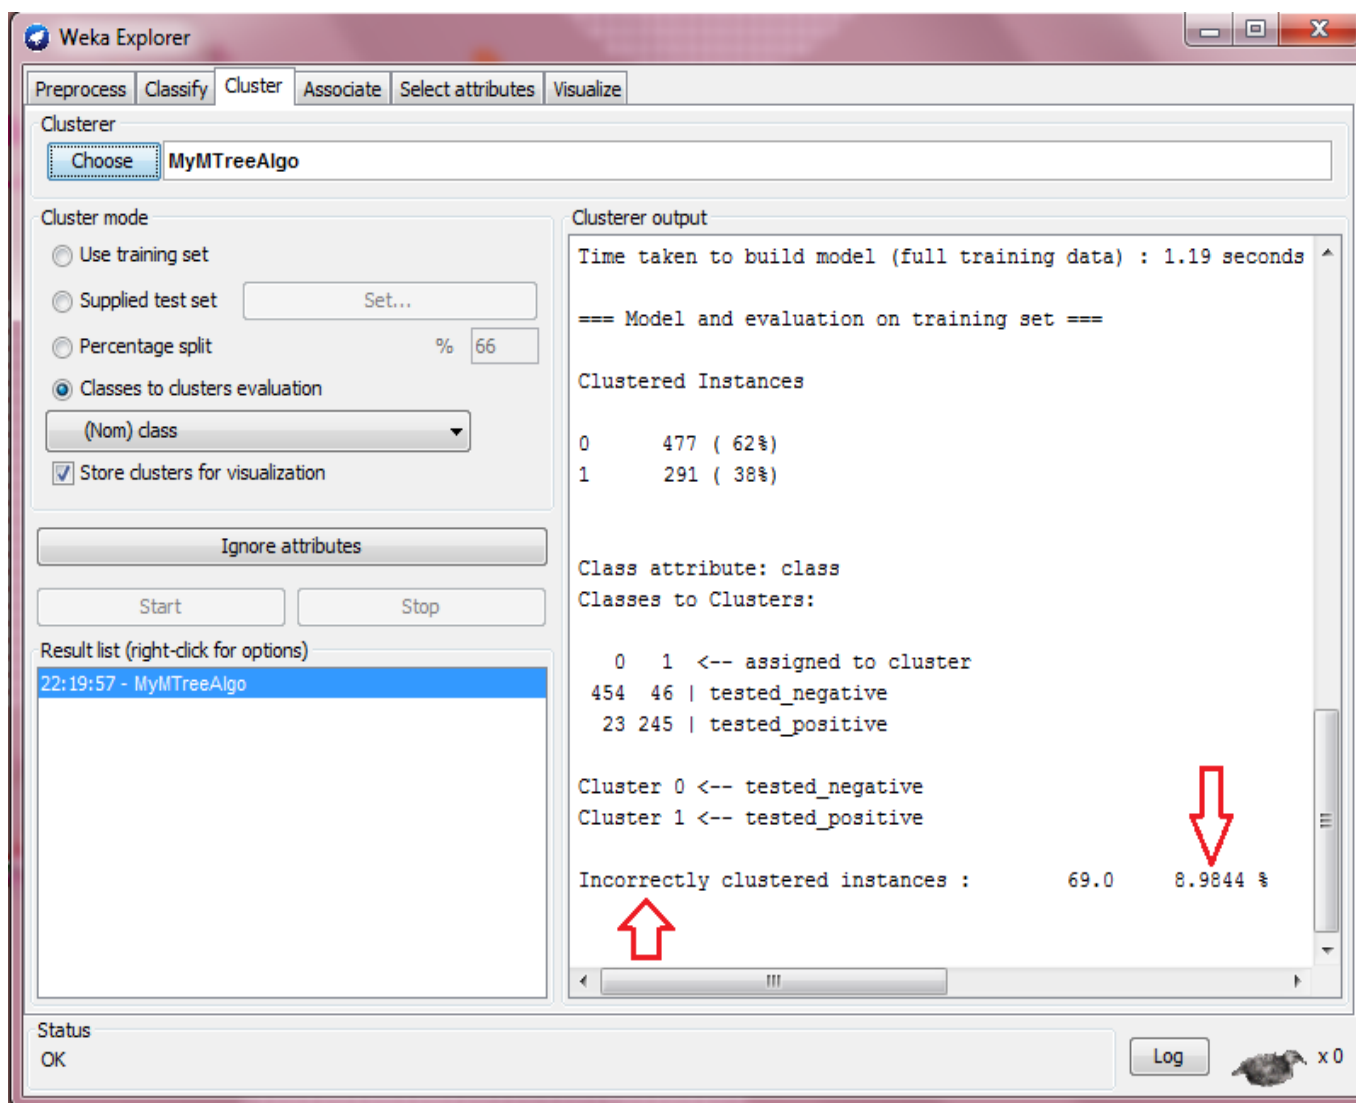 Weka Explorer
Preprocess Classify Cluster Associate Select attributes Visualize
Clusterer
Choose MyMTreeAlgo
Cluster mode
Use training set
Supplied test set Set...
Percentage split % 66
Classes to clusters evaluation
(Nom) class
Store clusters for visualization
Ignore attributes
Start Stop
Result list (right-click for options)
22:19:57 - MyMTreeAlgo
Clusterer output
Time taken to build model (full training data) : 1.19 seconds
=== Model and evaluation on training set ===
Clustered Instances
0 477 ( 62%)
1 291 ( 38%)
Class attribute: class
Classes to Clusters:
0 1 <-- assigned to cluster
454 46 | tested_negative
23 245 | tested_positive
Cluster 0 <-- tested_negative
Cluster 1 <-- tested_positive
Incorrectly clustered instances : 69.0 8.9844 %
Status
OK
Log x 0